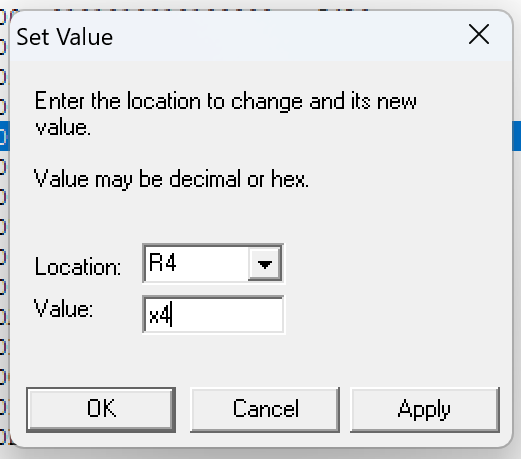 Set Value
Enter the location to change and its new
value.
Value may be decimal or hex.
Location: R4
Value: x4
OK Cancel Apply